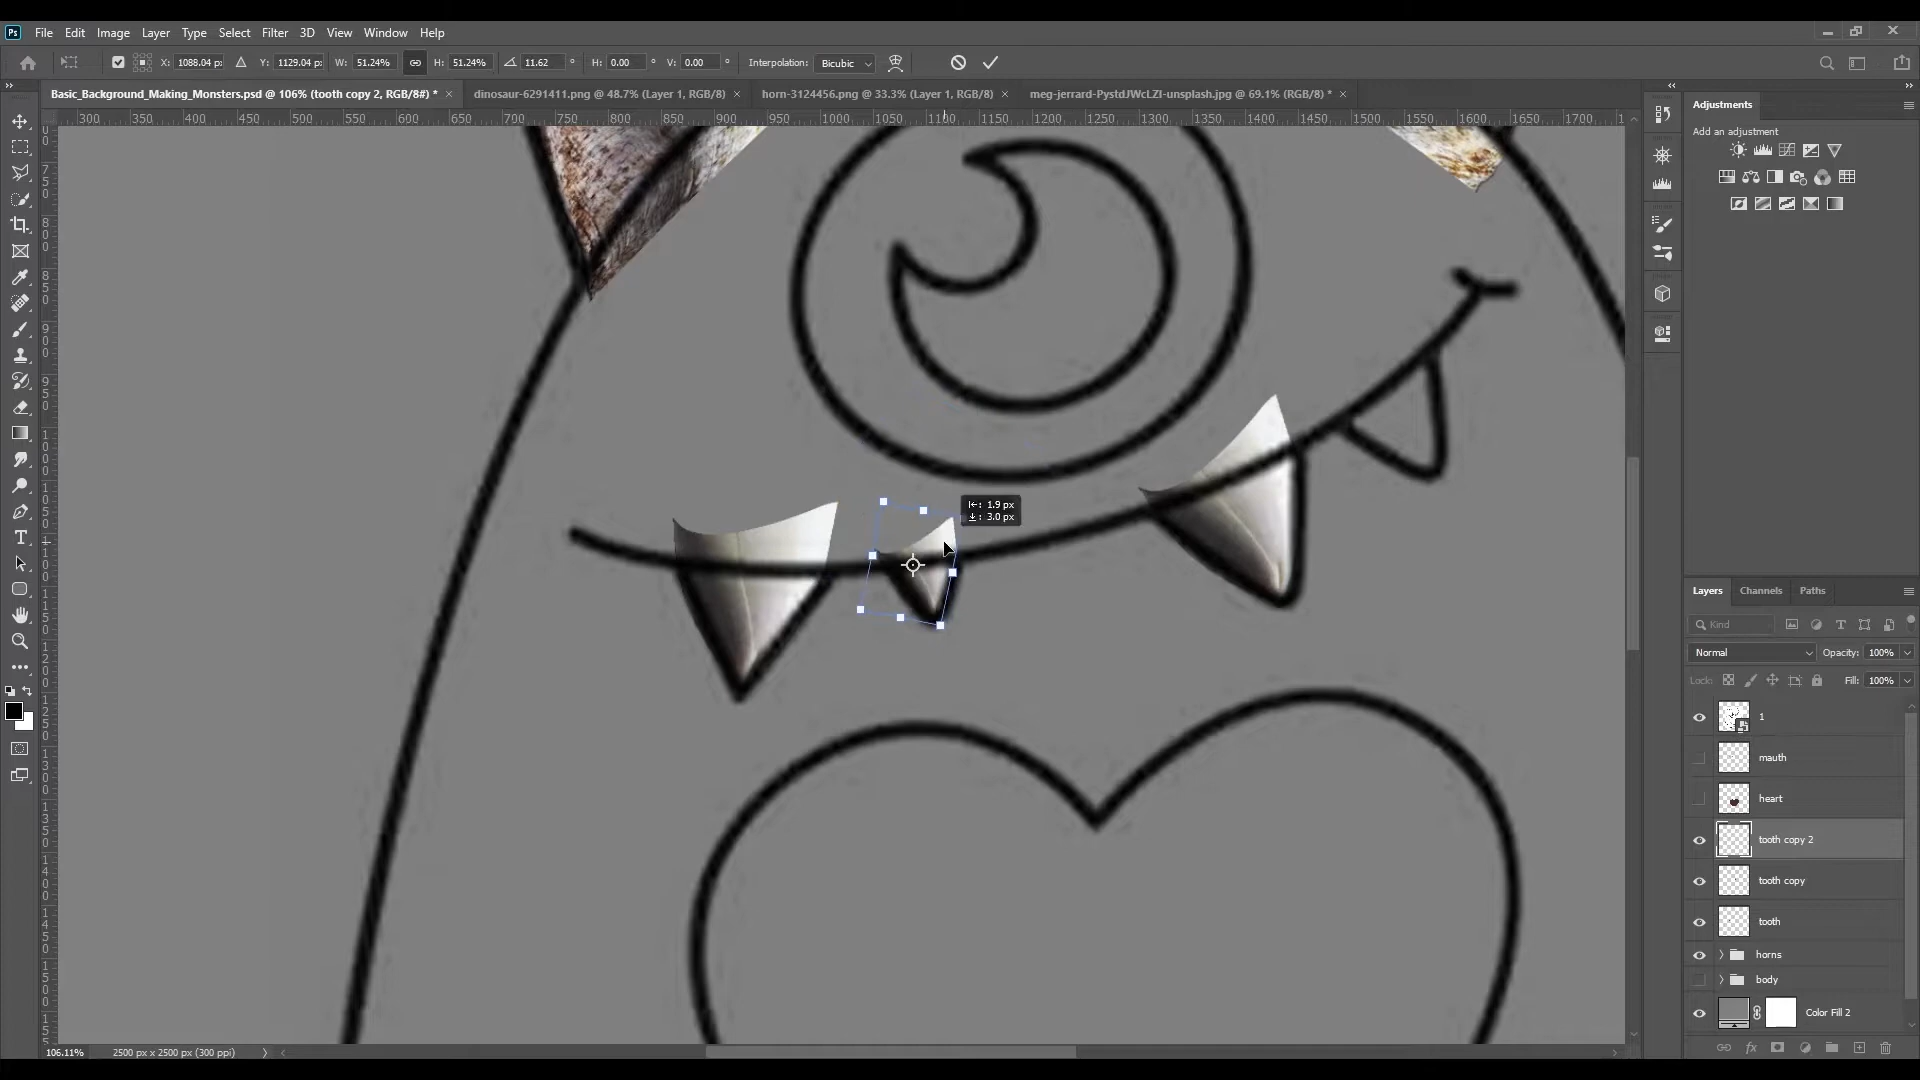 Ps File Edit Image Layer Type Select Filter 3D View Window Help
X: 1088.04 px Y: 1129.04 px W: 51.24% H: 51.24% 11.62 ° H: 0.00 ° V: 0.00 ° Interpolation: Bicubic
Basic_Background_Making_Monsters.psd @ 106% (tooth copy 2, RGB/8#) * × dinosaur-6291411.png @ 48.7% (Layer 1, RGB/8) × horn-3124456.png @ 33.3% (Layer 1, RGB/8) × meg-jerrard-PystdJWcLZI-unsplash.jpg @ 69.1% (RGB/8) * ×
300 350 400 450 500 550 600 650 700 750 800 850 900 950 1000 1050 1100 1150 1200 1250 1300 1350 1400 1450 1500 1550 1600 1650 1700
Adjustments
Add an adjustment
1.9 px
3.0 px
Layers Channels Paths
Kind
Normal Opacity: 100%
Lock: Fill: 100%
1
mauth
heart
tooth copy 2
tooth copy
tooth
horns
body
Color Fill 2
106.11% 2500 px x 2500 px (300 ppi)